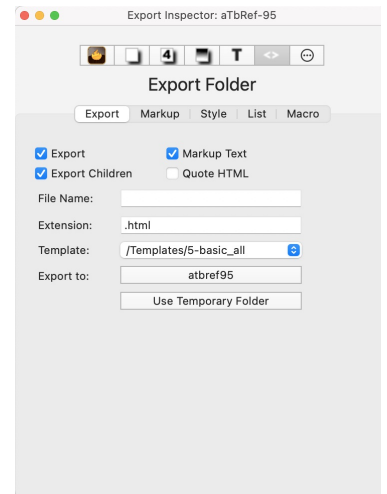 Export Inspector: aTbRef-95
4 T <>
Export Folder
Export Markup Style List Macro
Export Markup Text
Export Children Quote HTML
File Name:
Extension: .html
Template: /Templates/5-basic_all
Export to: atbref95
Use Temporary Folder